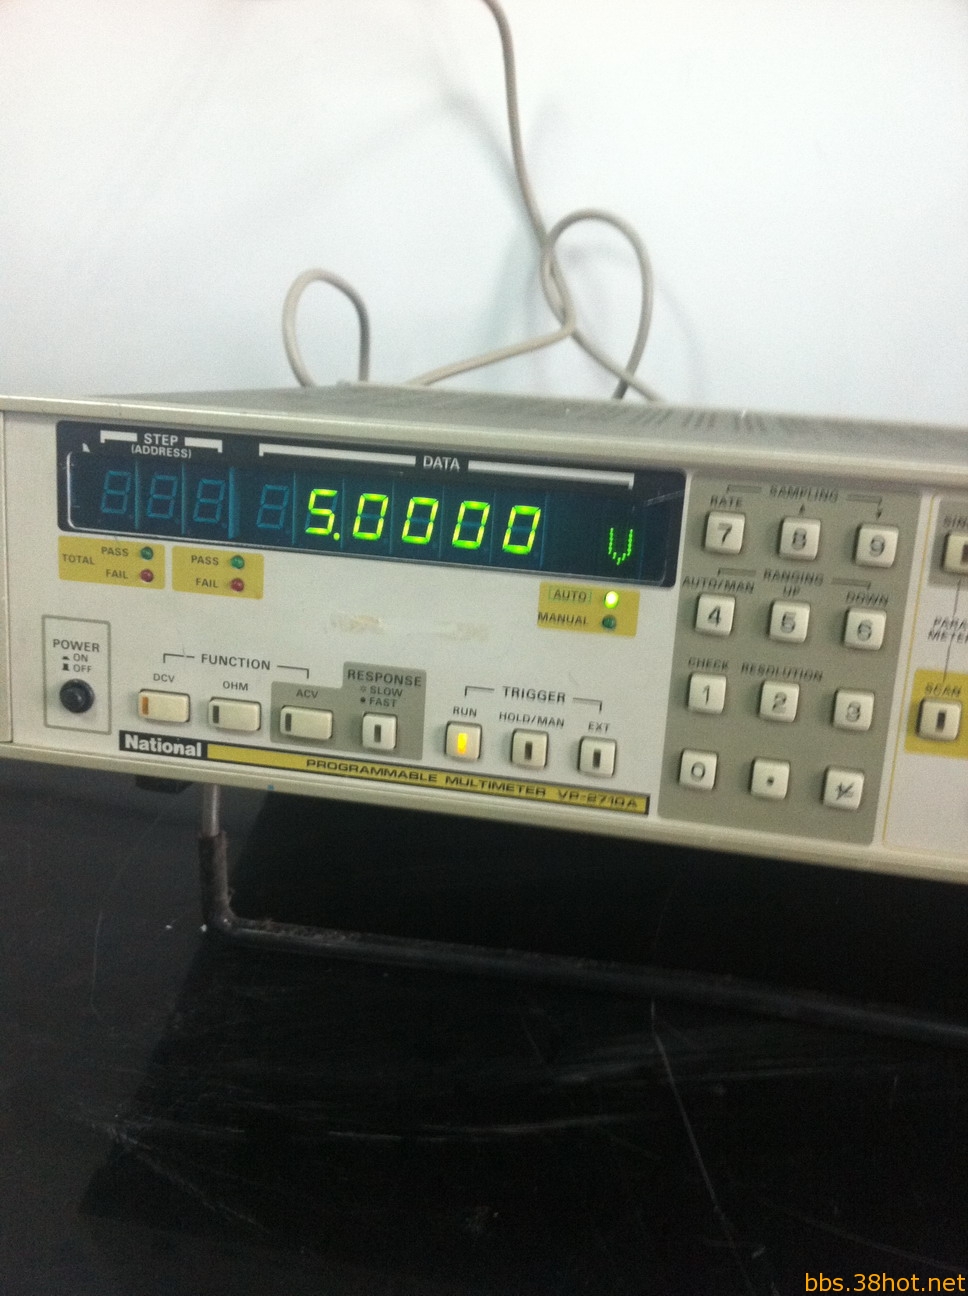 STEP
(ADDRESS)
DATA
5.0000 V
TOTAL PASS
FAIL
PASS
FAIL
AUTO
MANUAL
POWER
ON
OFF
FUNCTION
DCV
OHM
ACV
RESPONSE
SLOW
FAST
TRIGGER
RUN
HOLD/MAN
EXT
National
PROGRAMMABLE MULTIMETER VP-2710A
SAMPLING
RATE
7 8 9
RANGING
AUTO/MAN UP DOWN
4 5 6
CHECK RESOLUTION
1 2 3
0 .
SCAN
bbs.38hot.net